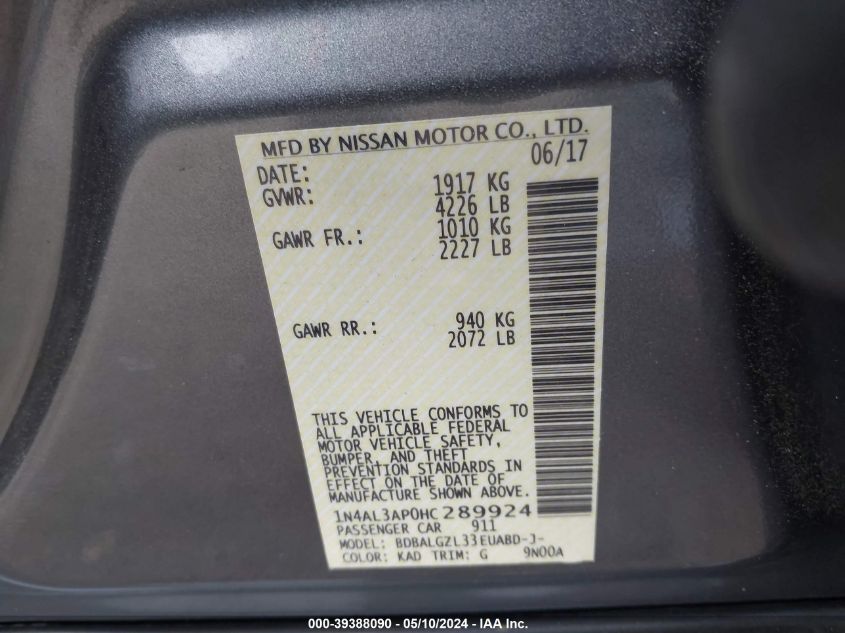 MFD BY NISSAN MOTOR CO., LTD.
DATE: 06/17
GVWR: 1917 KG
4226 LB
GAWR FR.: 1010 KG
2227 LB
GAWR RR.: 940 KG
2072 LB
THIS VEHICLE CONFORMS TO
ALL APPLICABLE FEDERAL
MOTOR VEHICLE SAFETY,
BUMPER, AND THEFT
PREVENTION STANDARDS IN
EFFECT ON THE DATE OF
MANUFACTURE SHOWN ABOVE.
1N4AL3AP0HC289924
PASSENGER CAR 911
MODEL: BDBALGZL33EUABD-J-
COLOR: KAD TRIM: G 9N00A
000-39388090 - 05/10/2024 - IAA Inc.